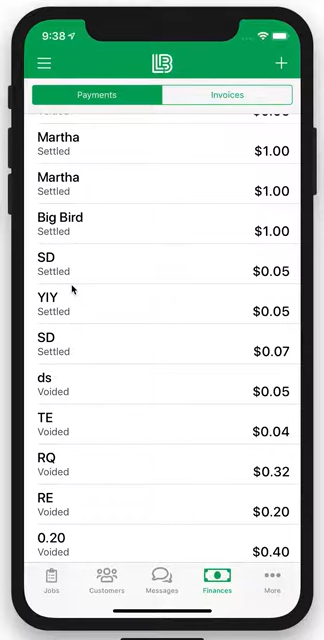 9:38
LB
Payments
Invoices
Martha
Settled
$1.00
Martha
Settled
$1.00
Big Bird
Settled
$1.00
SD
Settled
$0.05
YIY
Settled
$0.05
SD
Settled
$0.07
ds
Voided
$0.05
TE
Voided
$0.04
RQ
Voided
$0.32
RE
Voided
$0.20
0.20
Voided
$0.40
Jobs
Customers
Messages
Finances
More